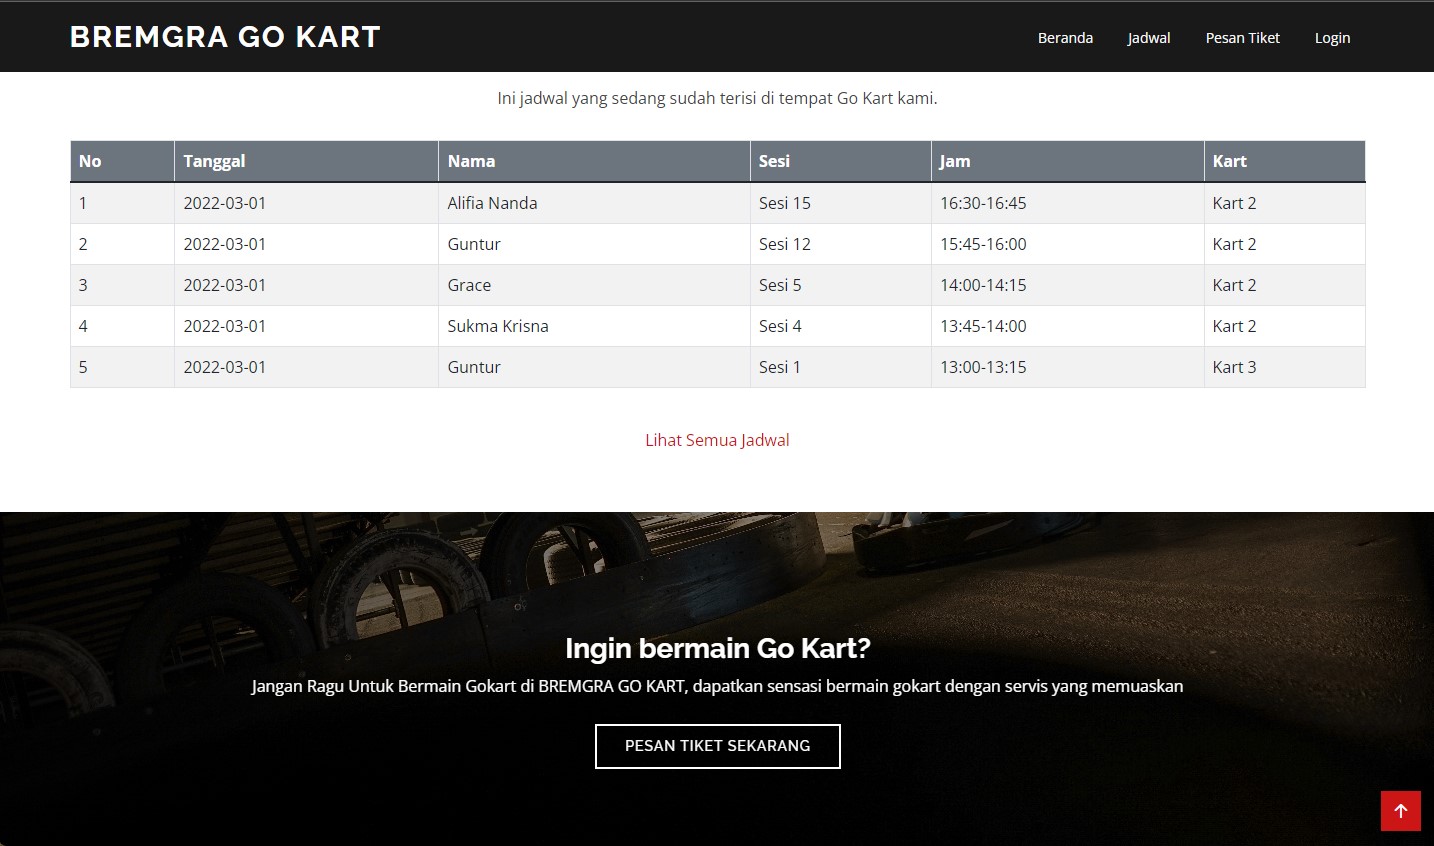 BREMGRA GO KART
Beranda Jadwal Pesan Tiket Login
Ini jadwal yang sedang sudah terisi di tempat Go Kart kami.
No Tanggal Nama Sesi Jam Kart
1 2022-03-01 Alifia Nanda Sesi 15 16:30-16:45 Kart 2
2 2022-03-01 Guntur Sesi 12 15:45-16:00 Kart 2
3 2022-03-01 Grace Sesi 5 14:00-14:15 Kart 2
4 2022-03-01 Sukma Krisna Sesi 4 13:45-14:00 Kart 2
5 2022-03-01 Guntur Sesi 1 13:00-13:15 Kart 3
Lihat Semua Jadwal
Ingin bermain Go Kart?
Jangan Ragu Untuk Bermain Gokart di BREMGRA GO KART, dapatkan sensasi bermain gokart dengan servis yang memuaskan
PESAN TIKET SEKARANG